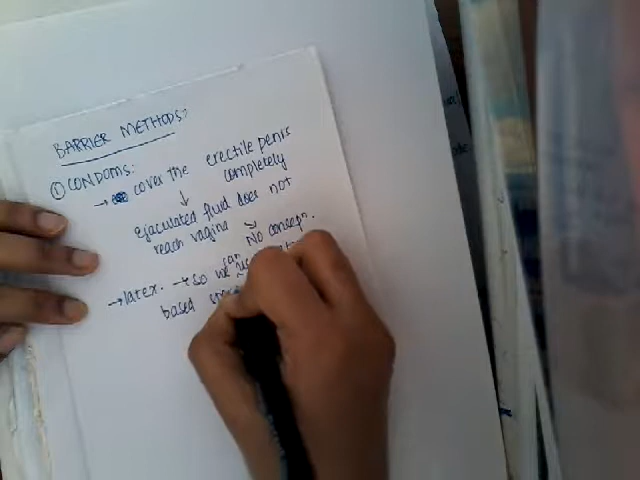 BARRIER METHODS:
① CONDOMS:
→ cover the erectile penis
completely
↓
ejaculated fluid does not
reach vagina ↘
No concegn.
→ latex. → so we can
based